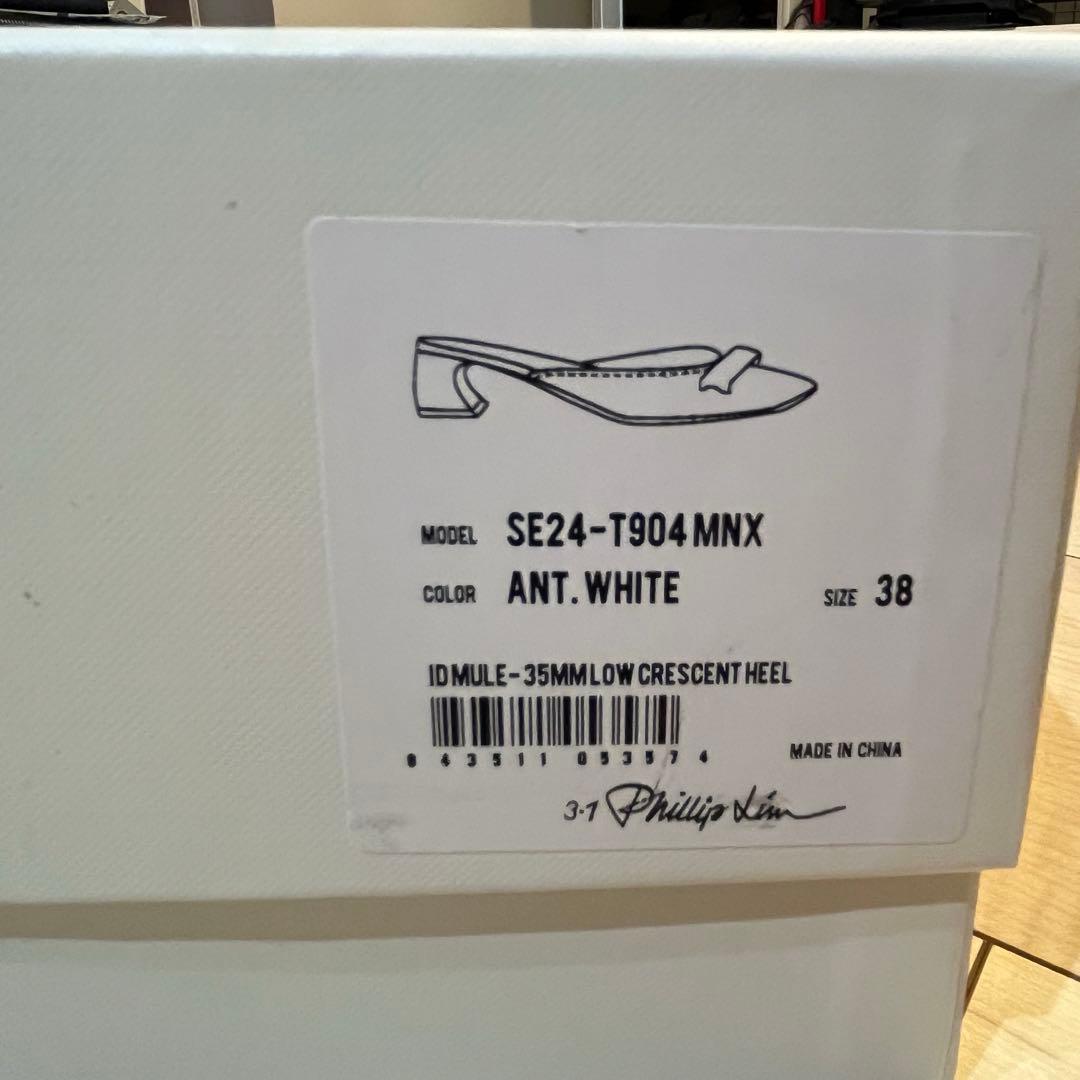 MODEL SE24-T904MNX
COLOR ANT. WHITE SIZE 38
ID MULE-35MM LOW CRESCENT HEEL
8 43511 05357 4
MADE IN CHINA
3.1 Phillip Lim